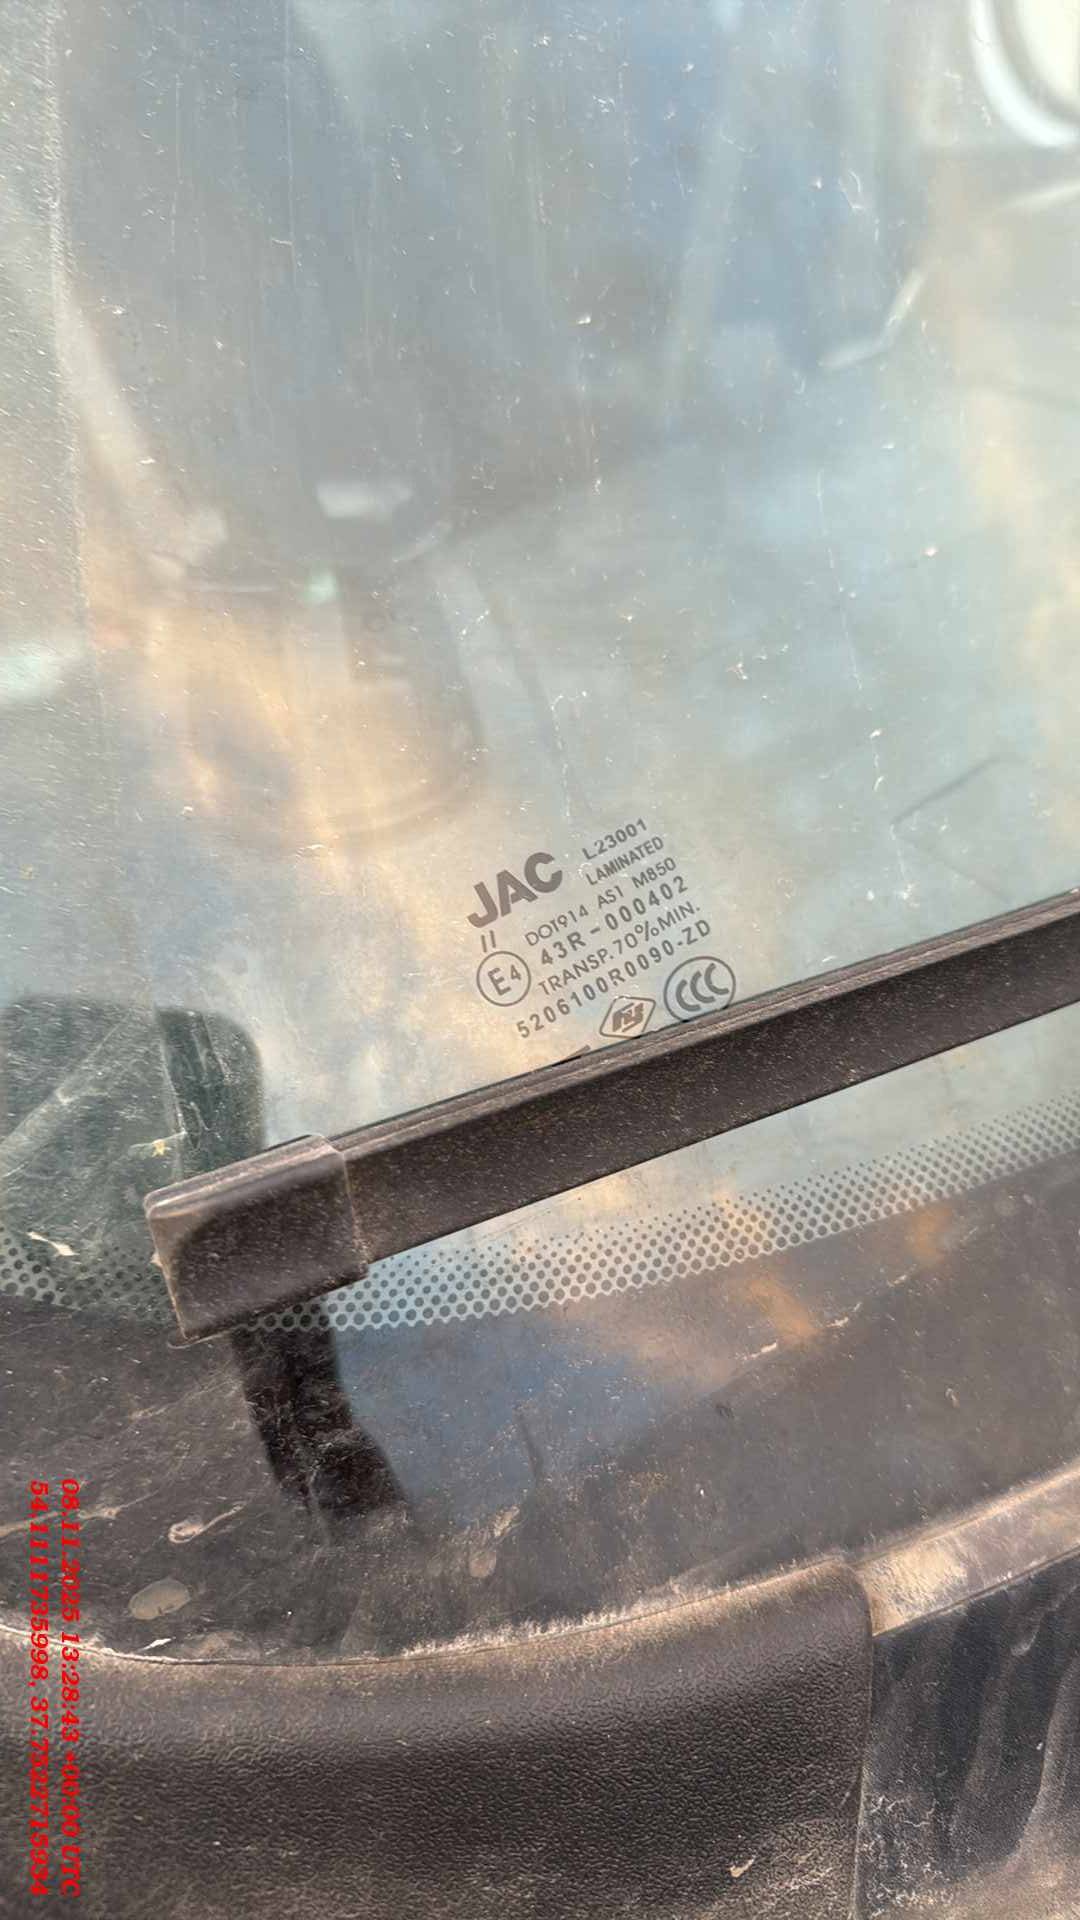 JAC
L23001
LAMINATED
DOT914 AS1 M850
II
E4
43R-000402
TRANSP.70%MIN.
5206100R0090-ZD
CCC
08.11.2025 13:28:43 +00:00 UTC
54.1111735998, 37.7522715934